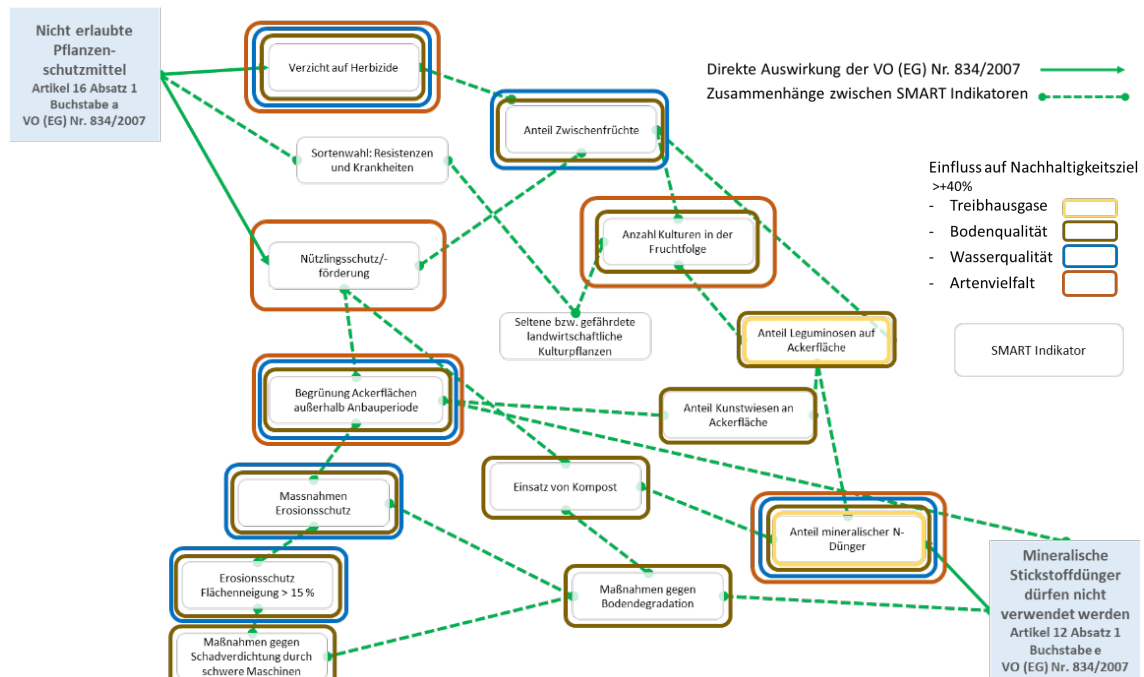 Nicht erlaubte
Pflanzen-
schutzmittel
Artikel 16 Absatz 1
Buchstabe a
VO (EG) Nr. 834/2007
Verzicht auf Herbizide
Direkte Auswirkung der VO (EG) Nr. 834/2007
Zusammenhänge zwischen SMART Indikatoren
Anteil Zwischenfrüchte
Sortenwahl: Resistenzen
und Krankheiten
Einfluss auf Nachhaltigkeitsziel
>+40%
- Treibhausgase
- Bodenqualität
- Wasserqualität
- Artenvielfalt
Anzahl Kulturen in der
Fruchtfolge
Nützlingsschutz/-
förderung
Seltene bzw. gefährdete
landwirtschaftliche
Kulturpflanzen
Anteil Leguminosen auf
Ackerfläche
SMART Indikator
Begrünung Ackerflächen
außerhalb Anbauperiode
Anteil Kunstwiesen an
Ackerfläche
Massnahmen
Erosionsschutz
Einsatz von Kompost
Anteil mineralischer N-
Dünger
Erosionsschutz
Flächenneigung > 15 %
Maßnahmen gegen
Bodendegradation
Mineralische
Stickstoffdünger
dürfen nicht
verwendet werden
Artikel 12 Absatz 1
Buchstabe e
VO (EG) Nr. 834/2007
Maßnahmen gegen
Schadverdichtung durch
schwere Maschinen